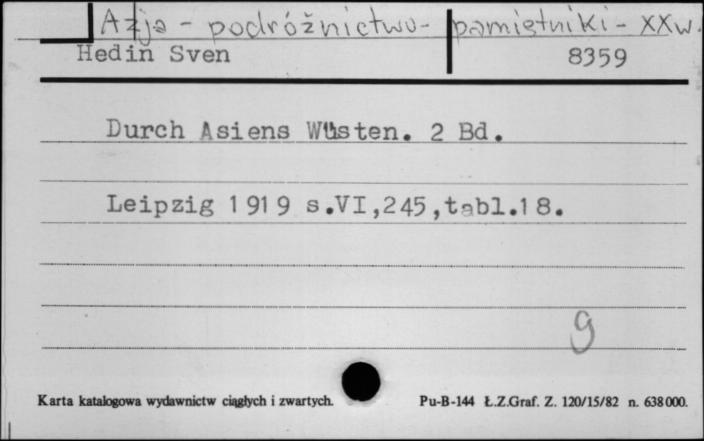 Azja - podróżnictwo - pamiętniki - XX w.
Hedin Sven 8359
Durch Asiens Wüsten. 2 Bd.
Leipzig 1919 s.VI,245,tabl.18.
9
Karta katalogowa wydawnictw ciągłych i zwartych. Pu-B-144 Ł.Z.Graf. Z. 120/15/82 n. 638000.